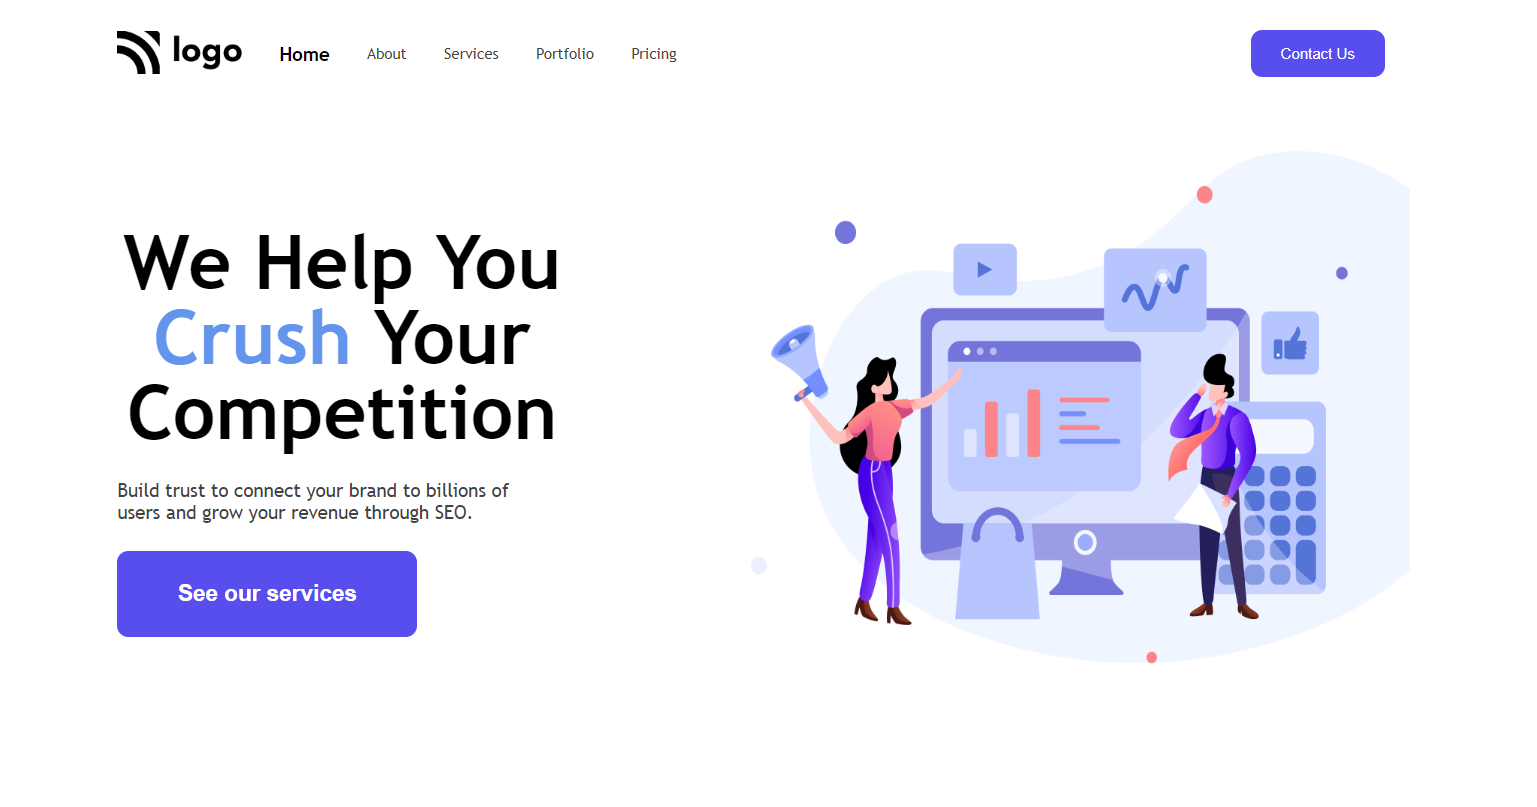 logo
Home
About
Services
Portfolio
Pricing
Contact Us
We Help You
Crush Your
Competition
Build trust to connect your brand to billions of
users and grow your revenue through SEO.
See our services